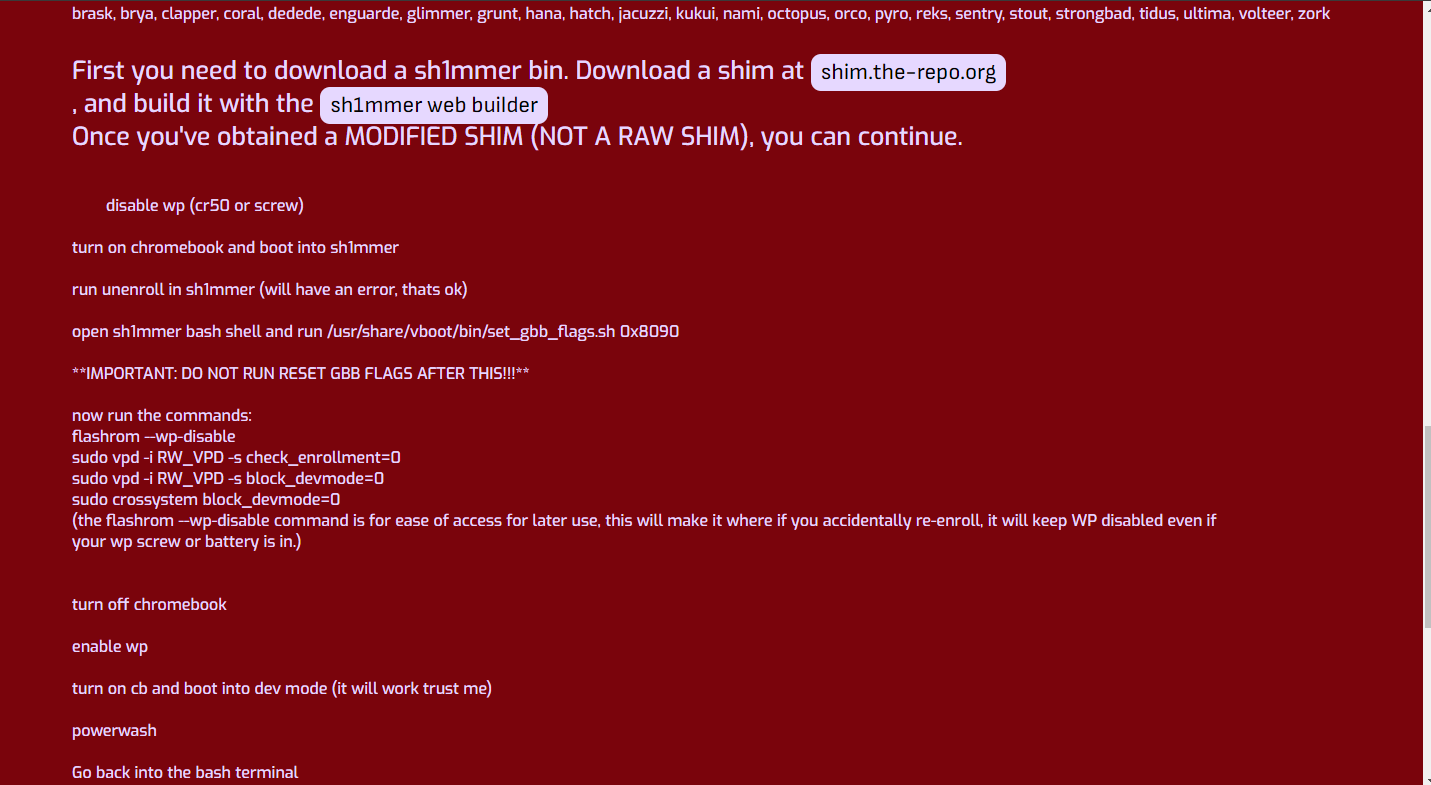 brask, brya, clapper, coral, dedede, enguarde, glimmer, grunt, hana, hatch, jacuzzi, kukui, nami, octopus, orco, pyro, reks, sentry, stout, strongbad, tidus, ultima, volteer, zork
First you need to download a sh1mmer bin. Download a shim at shim.the-repo.org
, and build it with the sh1mmer web builder
Once you've obtained a MODIFIED SHIM (NOT A RAW SHIM), you can continue.
disable wp (cr50 or screw)
turn on chromebook and boot into sh1mmer
run unenroll in sh1mmer (will have an error, thats ok)
open sh1mmer bash shell and run /usr/share/vboot/bin/set_gbb_flags.sh 0x8090
**IMPORTANT: DO NOT RUN RESET GBB FLAGS AFTER THIS!!!**
now run the commands:
flashrom --wp-disable
sudo vpd -i RW_VPD -s check_enrollment=0
sudo vpd -i RW_VPD -s block_devmode=0
sudo crossystem block_devmode=0
(the flashrom --wp-disable command is for ease of access for later use, this will make it where if you accidentally re-enroll, it will keep WP disabled even if
your wp screw or battery is in.)
turn off chromebook
enable wp
turn on cb and boot into dev mode (it will work trust me)
powerwash
Go back into the bash terminal